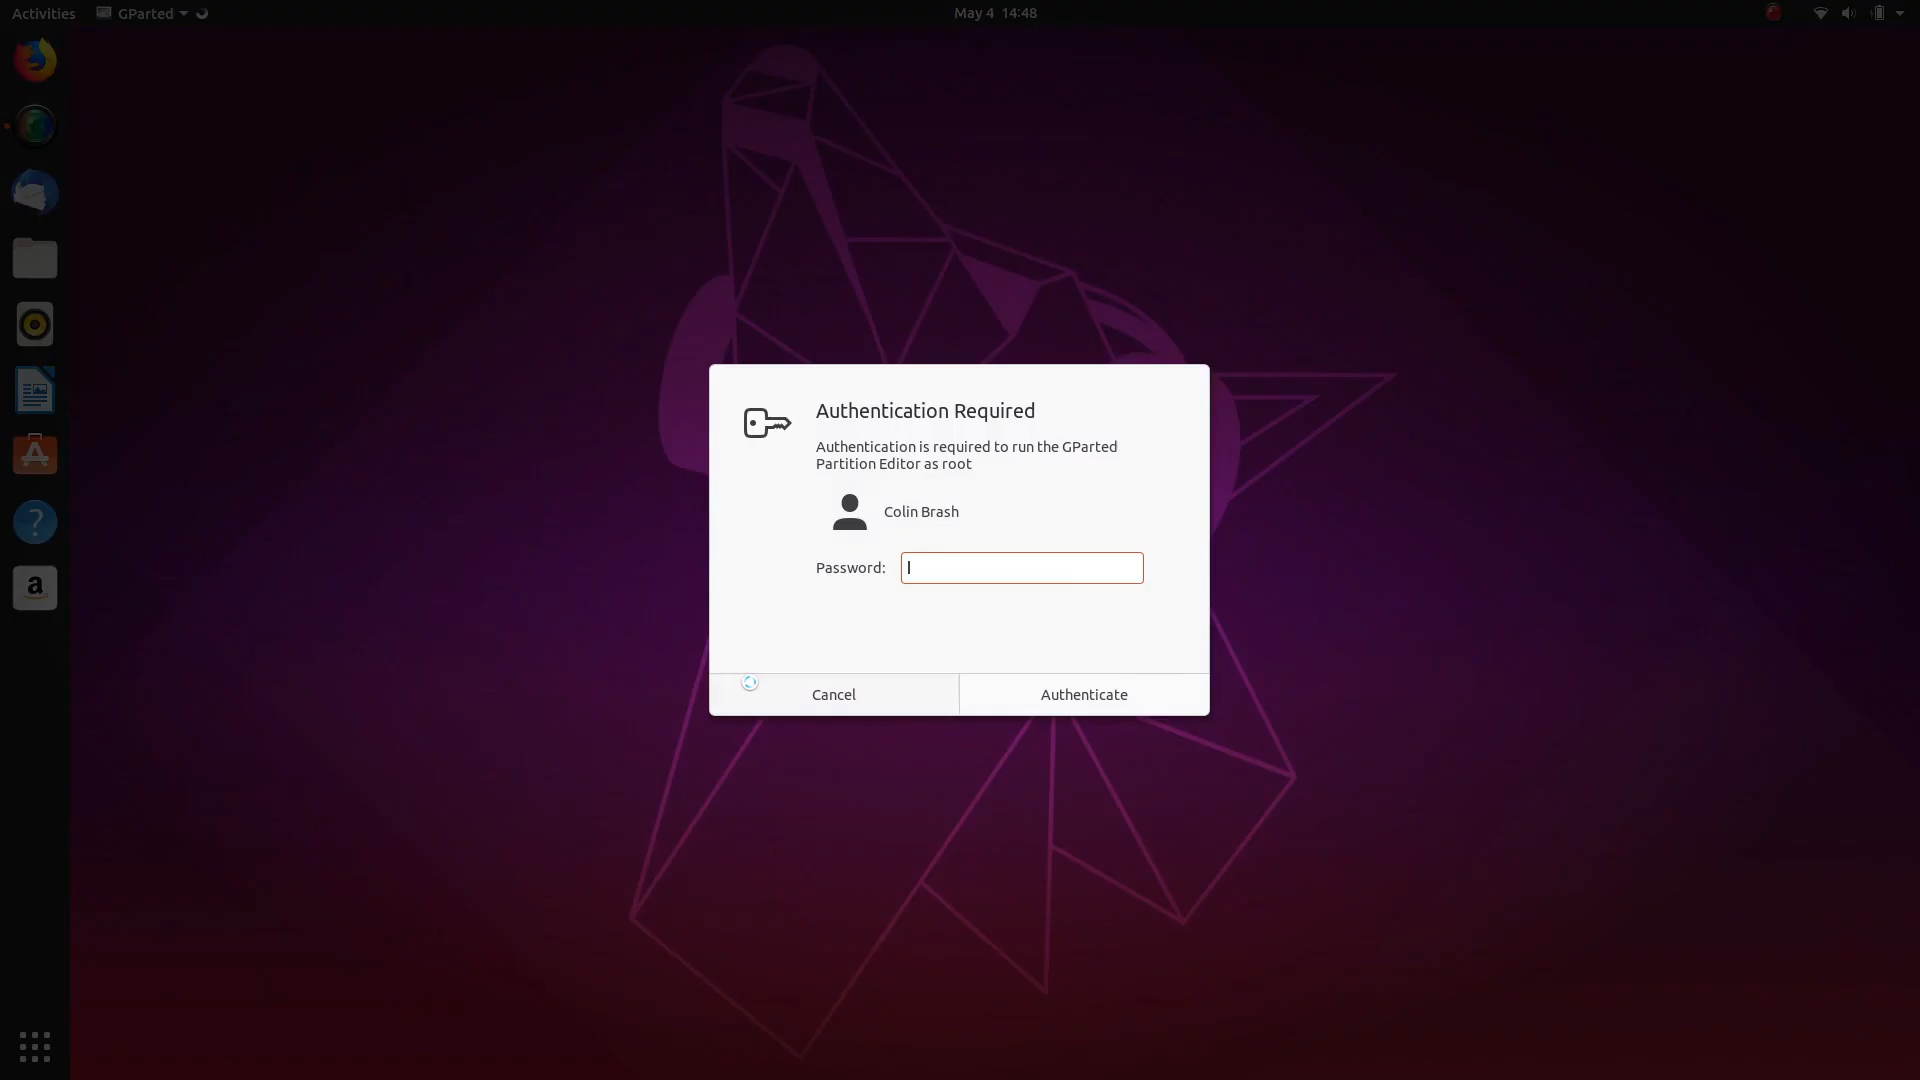 Activities
GParted
May 4 14:48
Authentication Required
Authentication is required to run the GParted
Partition Editor as root
Colin Brash
Password:
Cancel
Authenticate
?
a